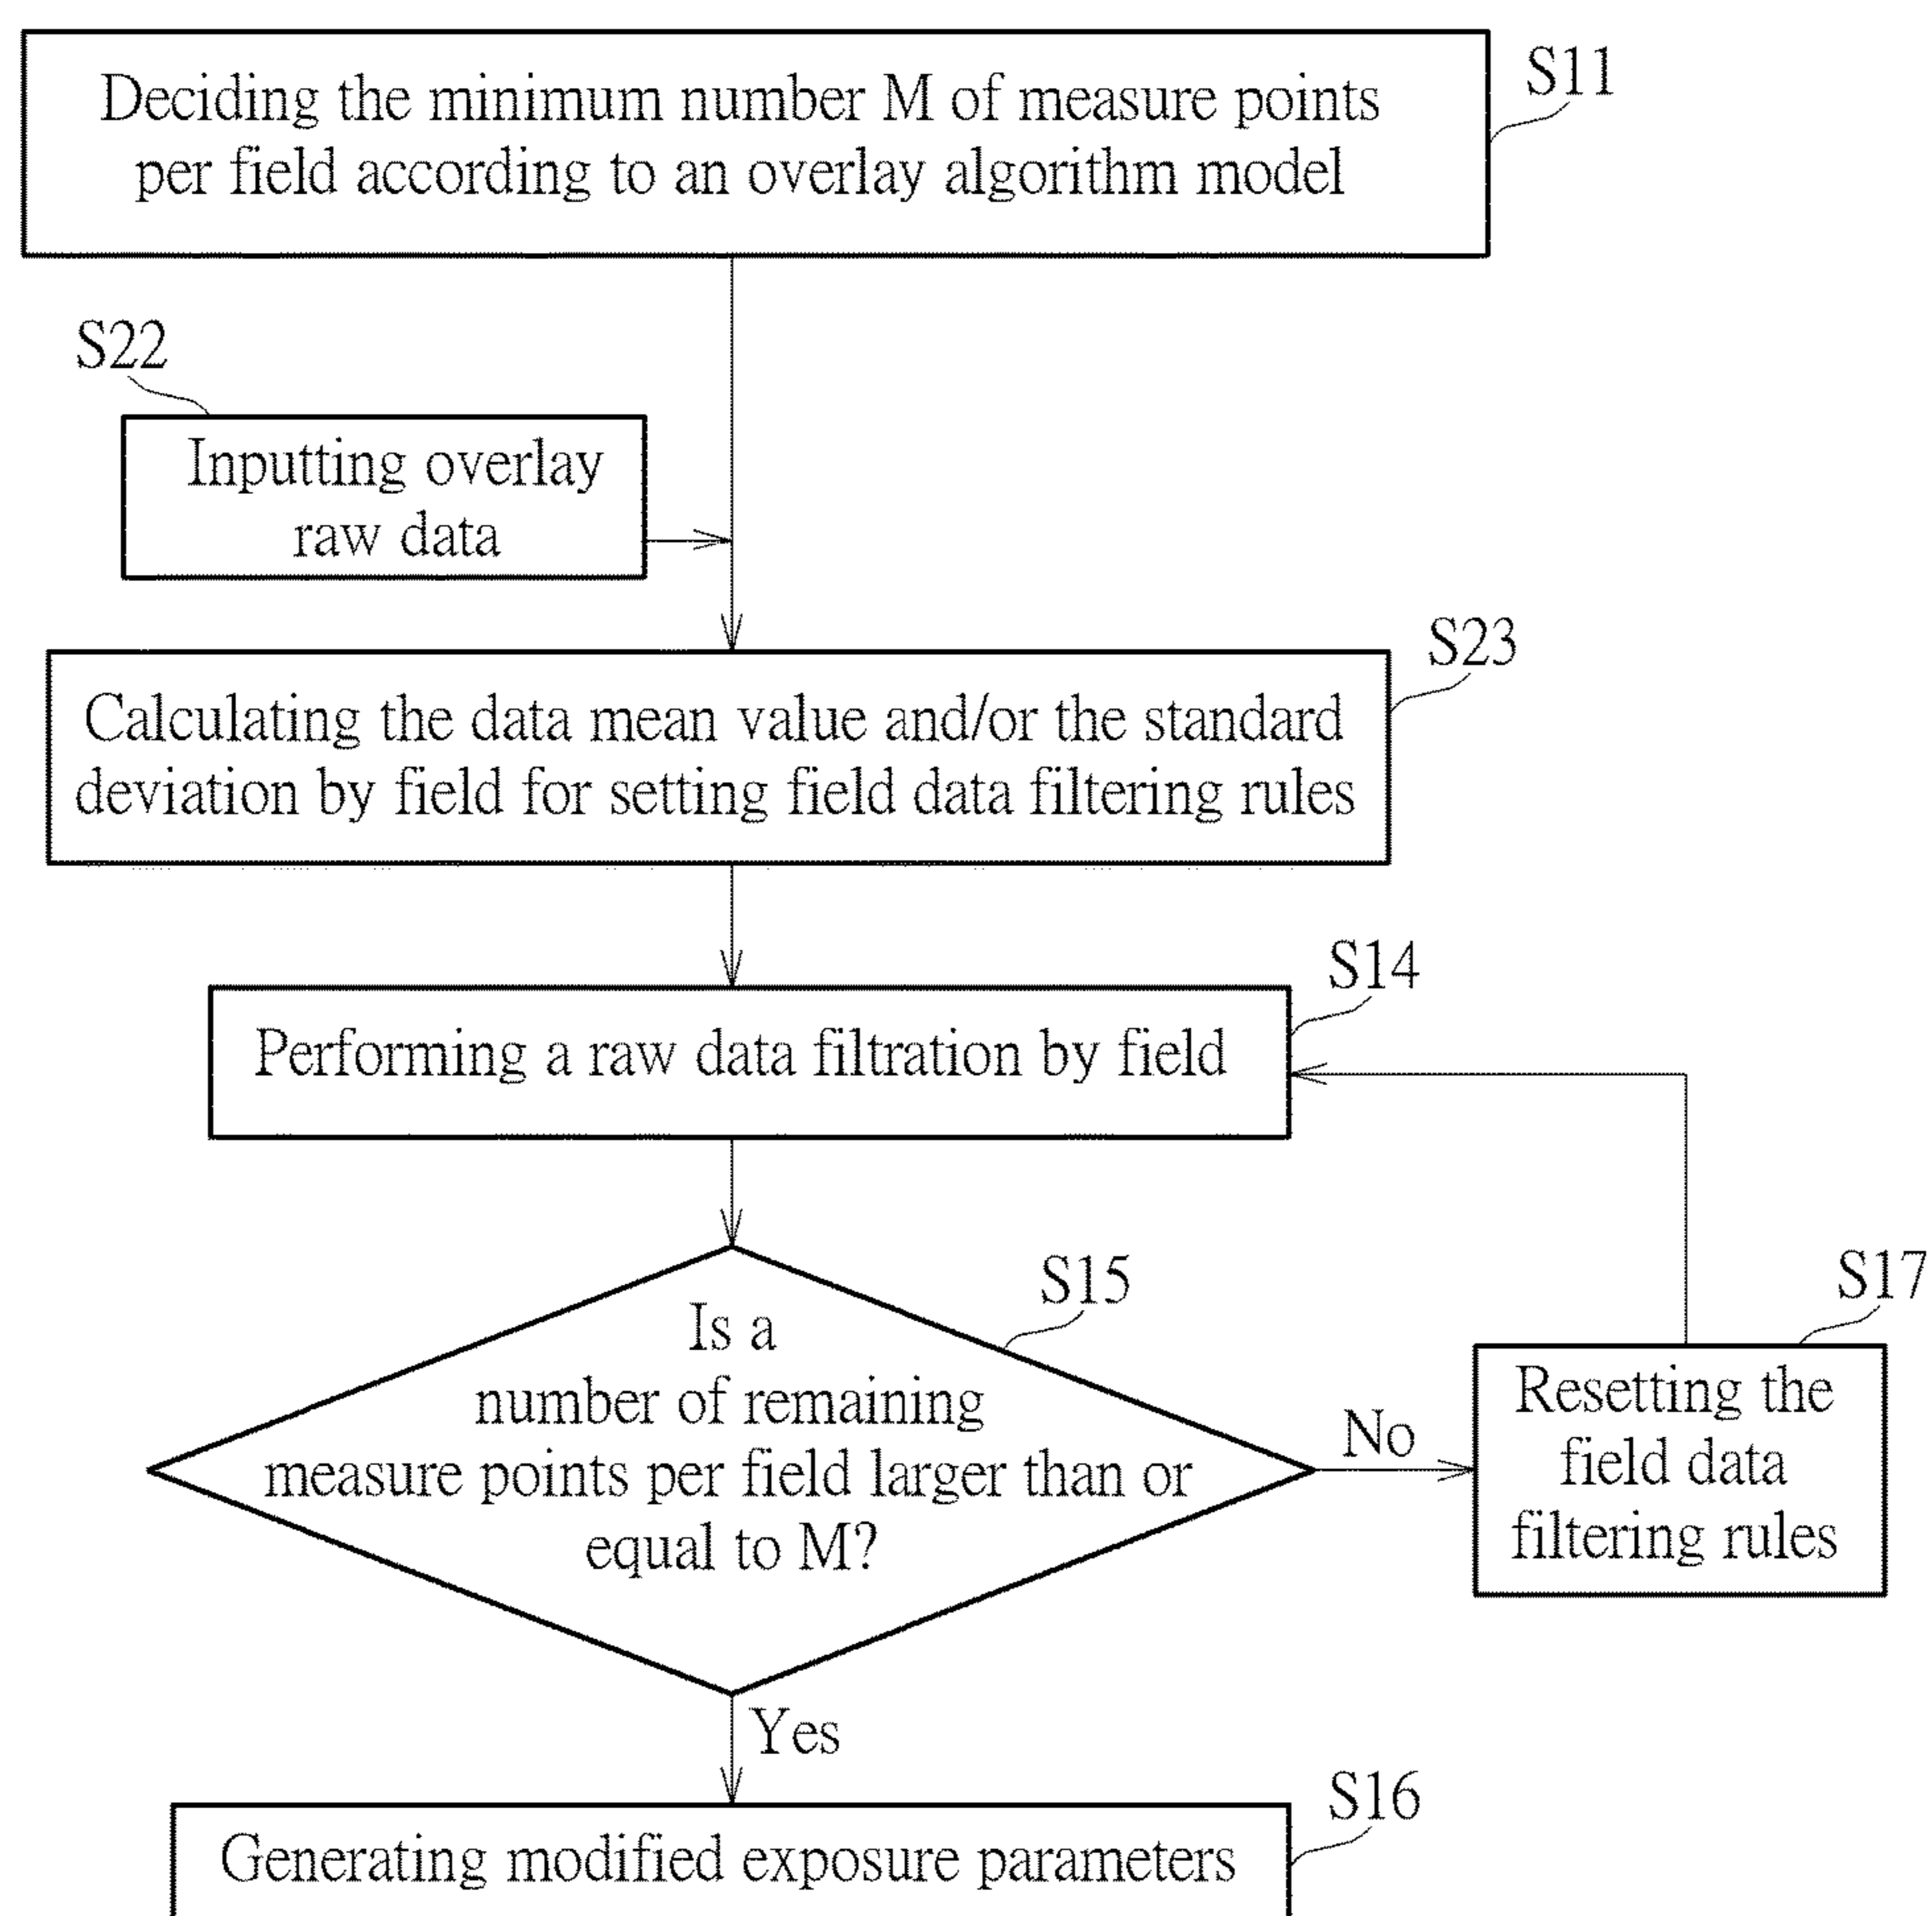 Deciding the minimum number M of measure points
per field according to an overlay algorithm model
S11
S22
Inputting overlay
raw data
S23
Calculating the data mean value and/or the standard
deviation by field for setting field data filtering rules
S14
Performing a raw data filtration by field
S15
Is a
number of remaining
measure points per field larger than or
equal to M?
No
S17
Resetting the
field data
filtering rules
Yes
S16
Generating modified exposure parameters